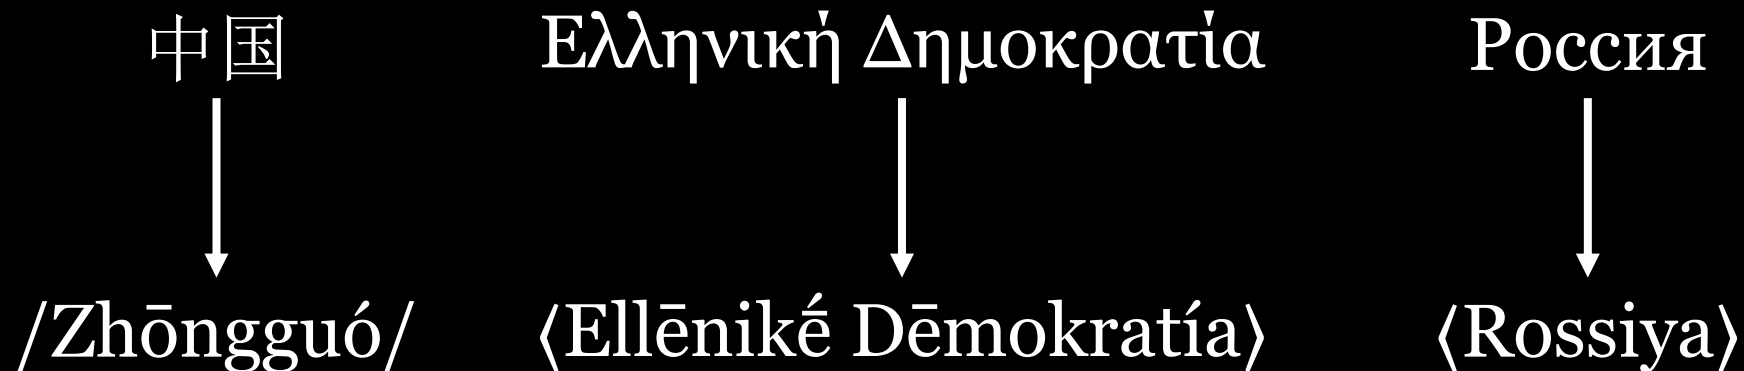 中国 Ελληνική Δημοκρατία Россия
/Zhōngguó/ ⟨Ellēnikḗ Dēmokratía⟩ ⟨Rossiya⟩